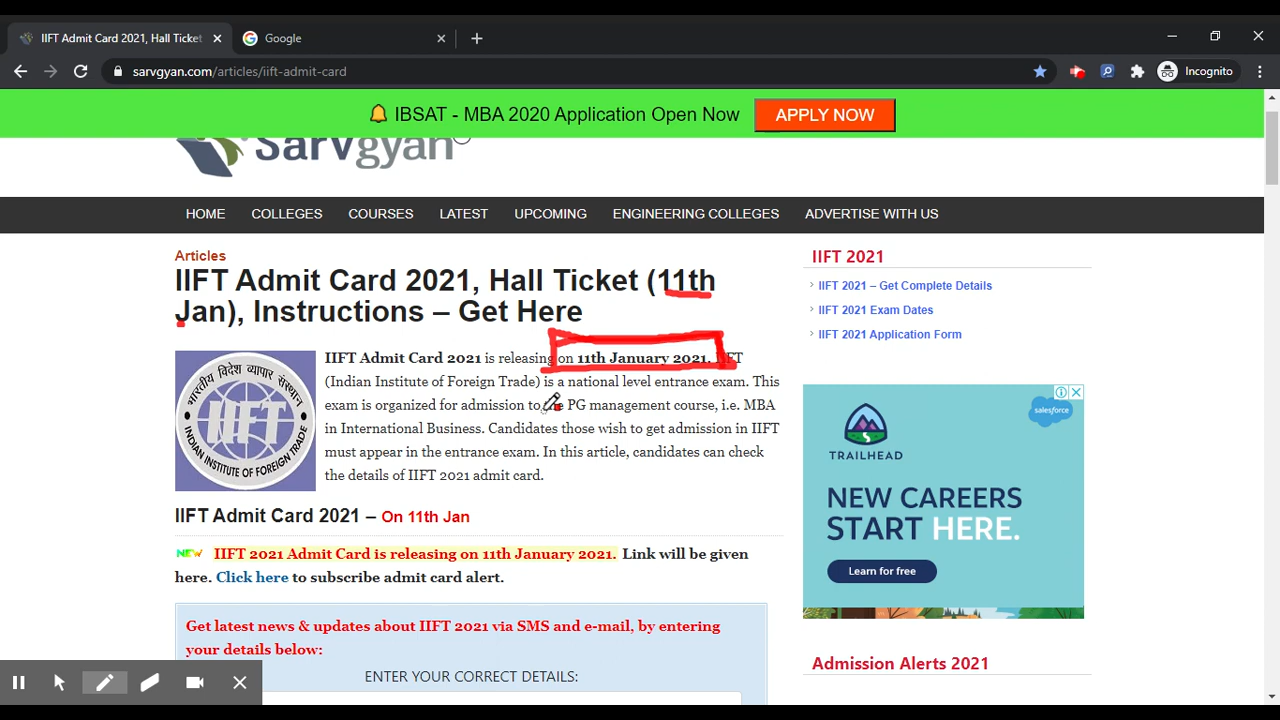 IIFT Admit Card 2021, Hall Ticket
Google
sarvgyan.com/articles/iift-admit-card
Incognito
IBSAT - MBA 2020 Application Open Now
APPLY NOW
Sarvgyan
HOME
COLLEGES
COURSES
LATEST
UPCOMING
ENGINEERING COLLEGES
ADVERTISE WITH US
Articles
IIFT Admit Card 2021, Hall Ticket (11th
Jan), Instructions – Get Here
भारतीय विदेश व्यापार संस्थान
IIFT
INDIAN INSTITUTE OF FOREIGN TRADE
IIFT Admit Card 2021 is releasing on 11th January 2021. IIFT
(Indian Institute of Foreign Trade) is a national level entrance exam. This
exam is organized for admission to PG management course, i.e. MBA
in International Business. Candidates those wish to get admission in IIFT
must appear in the entrance exam. In this article, candidates can check
the details of IIFT 2021 admit card.
IIFT Admit Card 2021 – On 11th Jan
NEW IIFT 2021 Admit Card is releasing on 11th January 2021. Link will be given
here. Click here to subscribe admit card alert.
Get latest news & updates about IIFT 2021 via SMS and e-mail, by entering
your details below:
ENTER YOUR CORRECT DETAILS:
IIFT 2021
IIFT 2021 – Get Complete Details
IIFT 2021 Exam Dates
IIFT 2021 Application Form
salesforce
TRAILHEAD
NEW CAREERS
START HERE.
Learn for free
Admission Alerts 2021